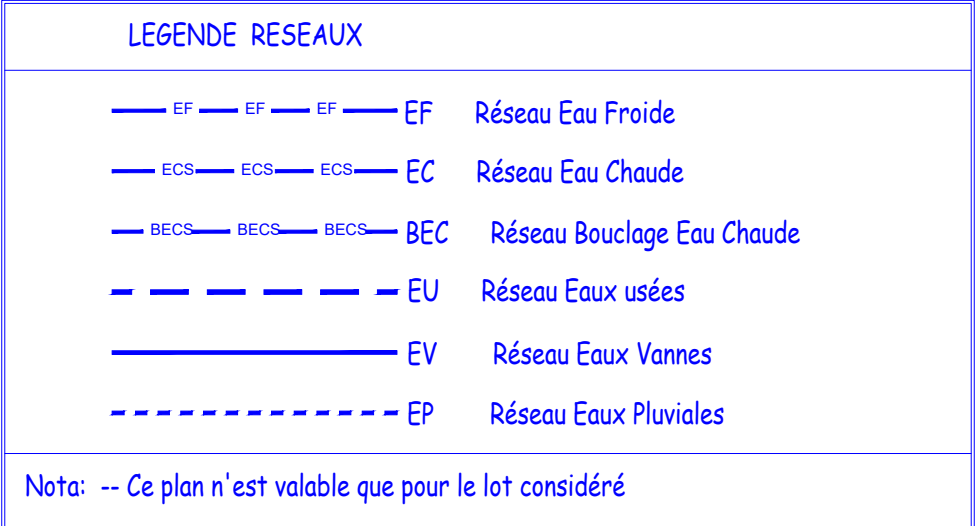 LEGENDE RESEAUX
EF EF EF EF Réseau Eau Froide
ECS ECS ECS EC Réseau Eau Chaude
BECS BECS BECS BEC Réseau Bouclage Eau Chaude
EU Réseau Eaux usées
EV Réseau Eaux Vannes
EP Réseau Eaux Pluviales
Nota: -- Ce plan n'est valable que pour le lot considéré